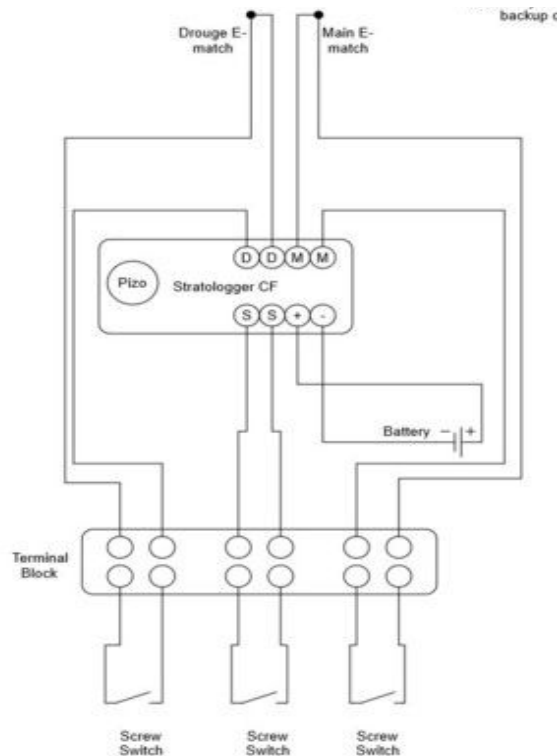 backup
Drouge E-
match
Main E-
match
D D M M
Pizo
Stratologger CF
S S + -
Battery - +
Terminal
Block
Screw
Switch
Screw
Switch
Screw
Switch